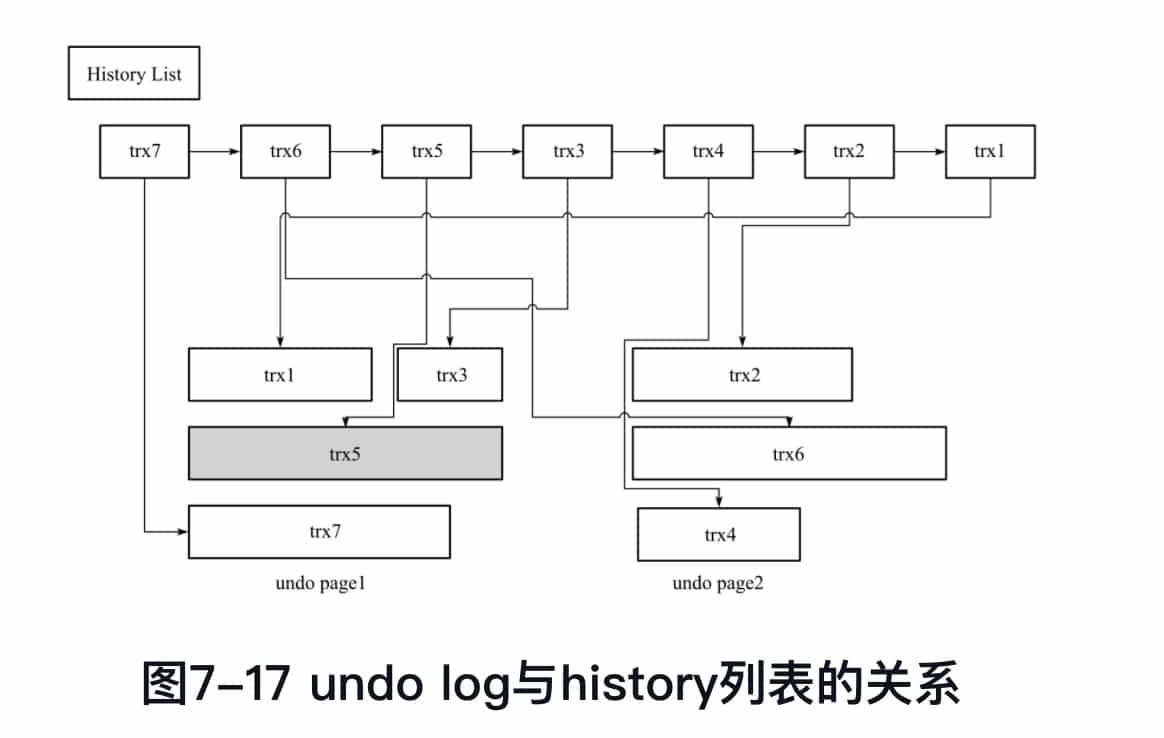 History List
trx7
trx6
trx5
trx3
trx4
trx2
trx1
trx1
trx3
trx2
trx5
trx6
trx7
trx4
undo page1
undo page2
图7–17 undo log与history列表的关系